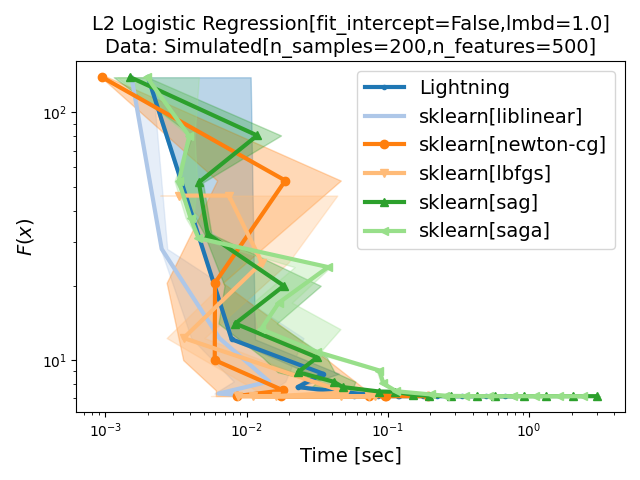 L2 Logistic Regression[fit_intercept=False,lmbd=1.0]
Data: Simulated[n_samples=200,n_features=500]
Lightning
sklearn[liblinear]
sklearn[newton-cg]
sklearn[lbfgs]
sklearn[sag]
sklearn[saga]
F(x)
10²
10¹
10⁻³
10⁻²
10⁻¹
10⁰
Time [sec]